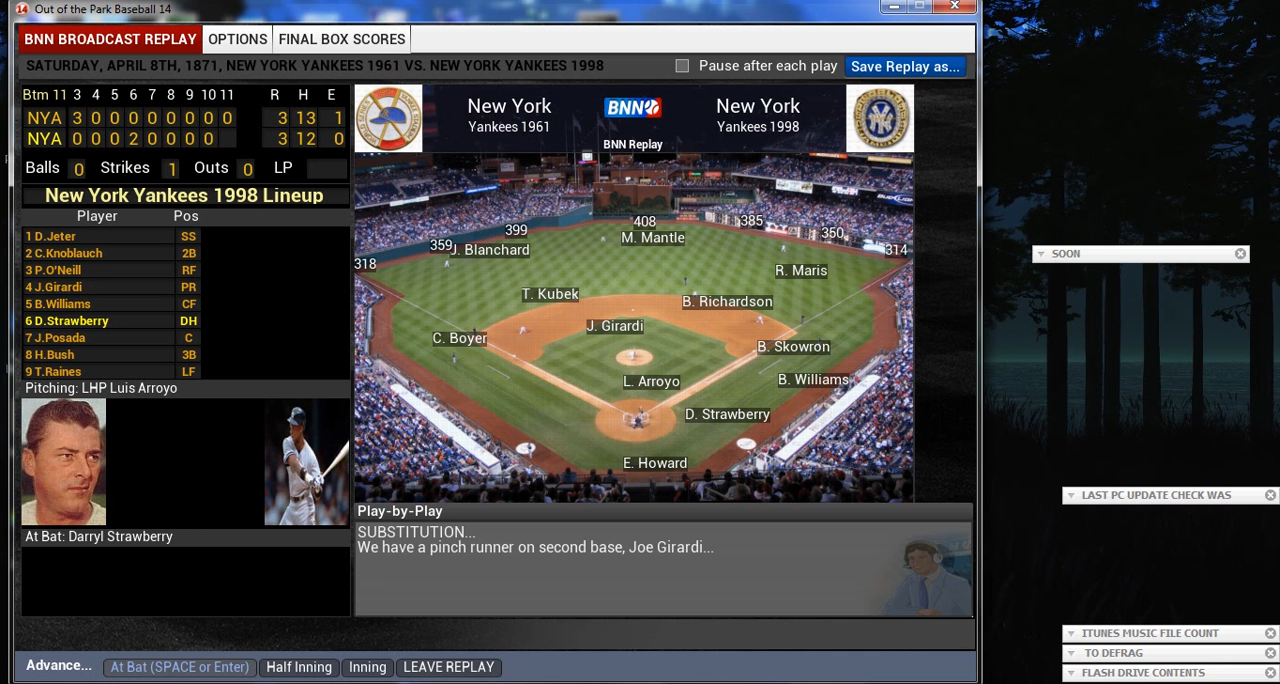 Out of the Park Baseball 14
BNN BROADCAST REPLAY OPTIONS FINAL BOX SCORES
SATURDAY, APRIL 8TH, 1871, NEW YORK YANKEES 1961 VS. NEW YORK YANKEES 1998
Pause after each play Save Replay as...
Btm 11 3 4 5 6 7 8 9 10 11 R H E
NYA 3 0 0 0 0 0 0 0 0 3 13 1
NYA 0 0 0 2 0 0 0 0 3 12 0
Balls 0 Strikes 1 Outs 0 LP
New York Yankees 1998 Lineup
Player Pos
1 D.Jeter SS
2 C.Knoblauch 2B
3 P.O'Neill RF
4 J.Girardi PR
5 B.Williams CF
6 D.Strawberry DH
7 J.Posada C
8 H.Bush 3B
9 T.Raines LF
Pitching: LHP Luis Arroyo
At Bat: Darryl Strawberry
New York
Yankees 1961
BNN
BNN Replay
New York
Yankees 1998
408
385
399
350
M. Mantle
359
J. Blanchard
314
318
R. Maris
T. Kubek
B. Richardson
J. Girardi
C. Boyer
B. Skowron
L. Arroyo
B. Williams
D. Strawberry
E. Howard
Play-by-Play
SUBSTITUTION...
We have a pinch runner on second base, Joe Girardi...
Advance... At Bat (SPACE or Enter) Half Inning Inning LEAVE REPLAY
SOON
LAST PC UPDATE CHECK WAS
ITUNES MUSIC FILE COUNT
TO DEFRAG
FLASH DRIVE CONTENTS